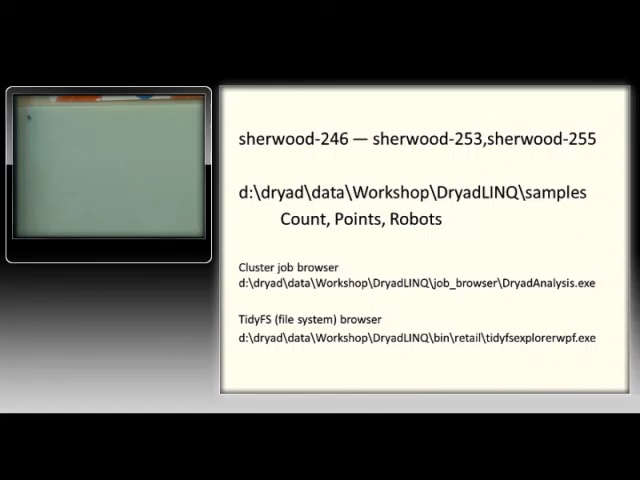 sherwood-246 — sherwood-253,sherwood-255
d:\dryad\data\Workshop\DryadLINQ\samples
Count, Points, Robots
Cluster job browser
d:\dryad\data\Workshop\DryadLINQ\job_browser\DryadAnalysis.exe
TidyFS (file system) browser
d:\dryad\data\Workshop\DryadLINQ\bin\retail\tidyfsexplorerwpf.exe